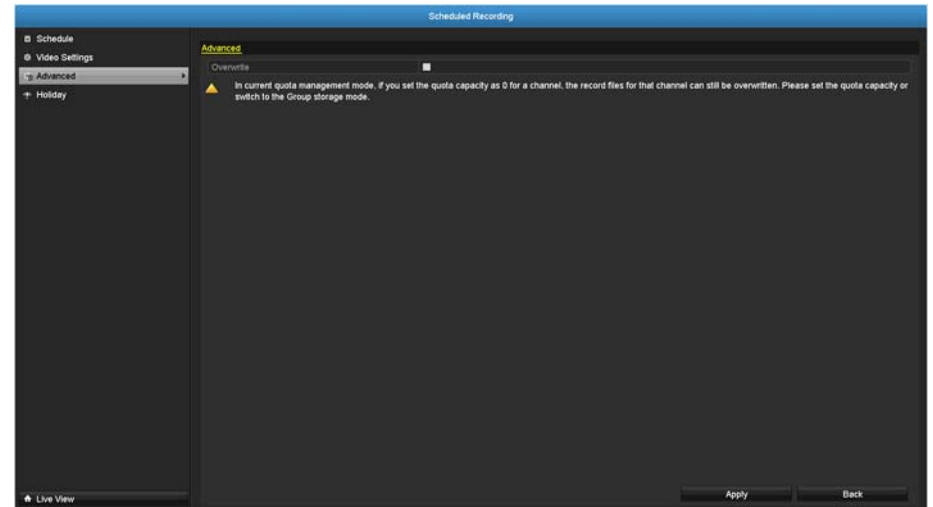 Scheduled Recording
Schedule
Video Settings
Advanced
Holiday
Advanced
Overwrite
In current quota management mode, if you set the quota capacity as 0 for a channel, the record files for that channel can still be overwritten. Please set the quota capacity or
switch to the Group storage mode.
Live View
Apply
Back